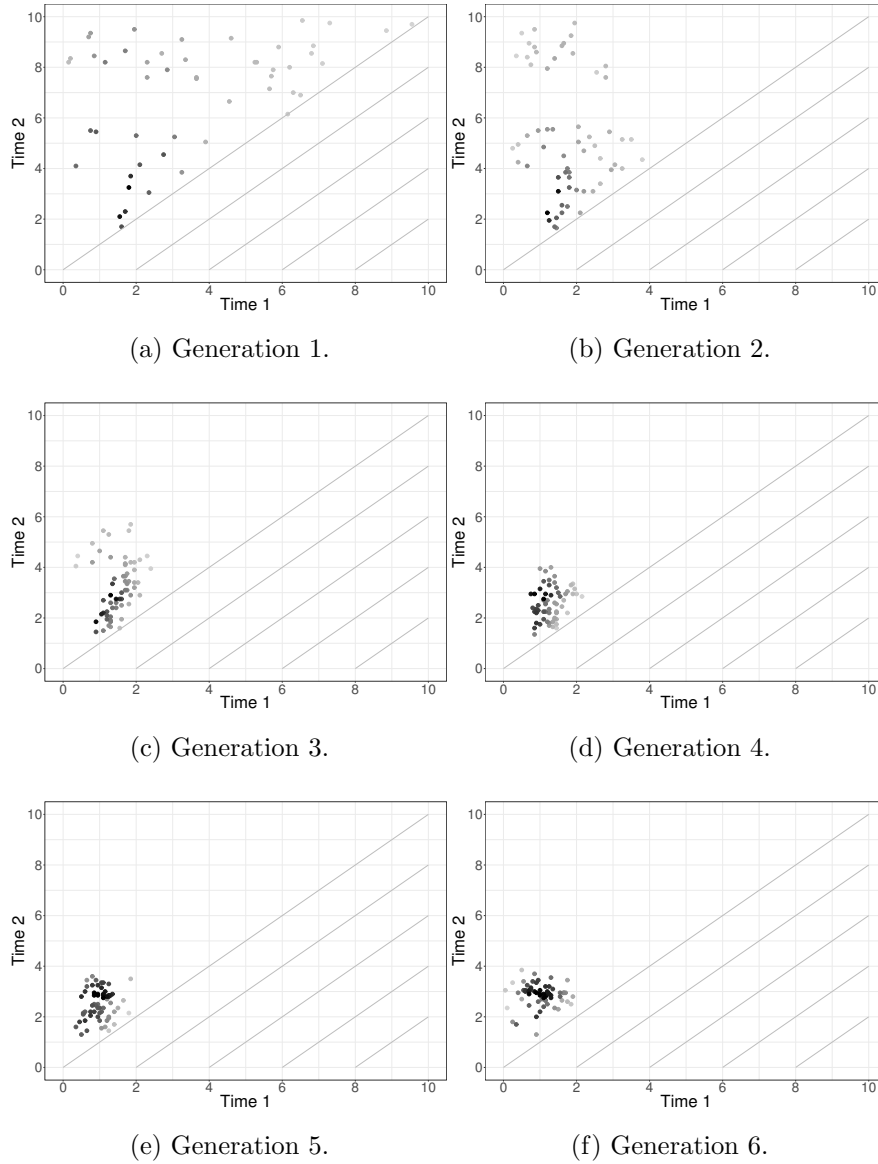 10
8
6
4
2
0
Time 2
0 2 4 6 8 10
Time 1
(a) Generation 1.
10
8
6
4
2
0
Time 2
0 2 4 6 8 10
Time 1
(b) Generation 2.
10
8
6
4
2
0
Time 2
0 2 4 6 8 10
Time 1
(c) Generation 3.
10
8
6
4
2
0
Time 2
0 2 4 6 8 10
Time 1
(d) Generation 4.
10
8
6
4
2
0
Time 2
0 2 4 6 8 10
Time 1
(e) Generation 5.
10
8
6
4
2
0
Time 2
0 2 4 6 8 10
Time 1
(f) Generation 6.